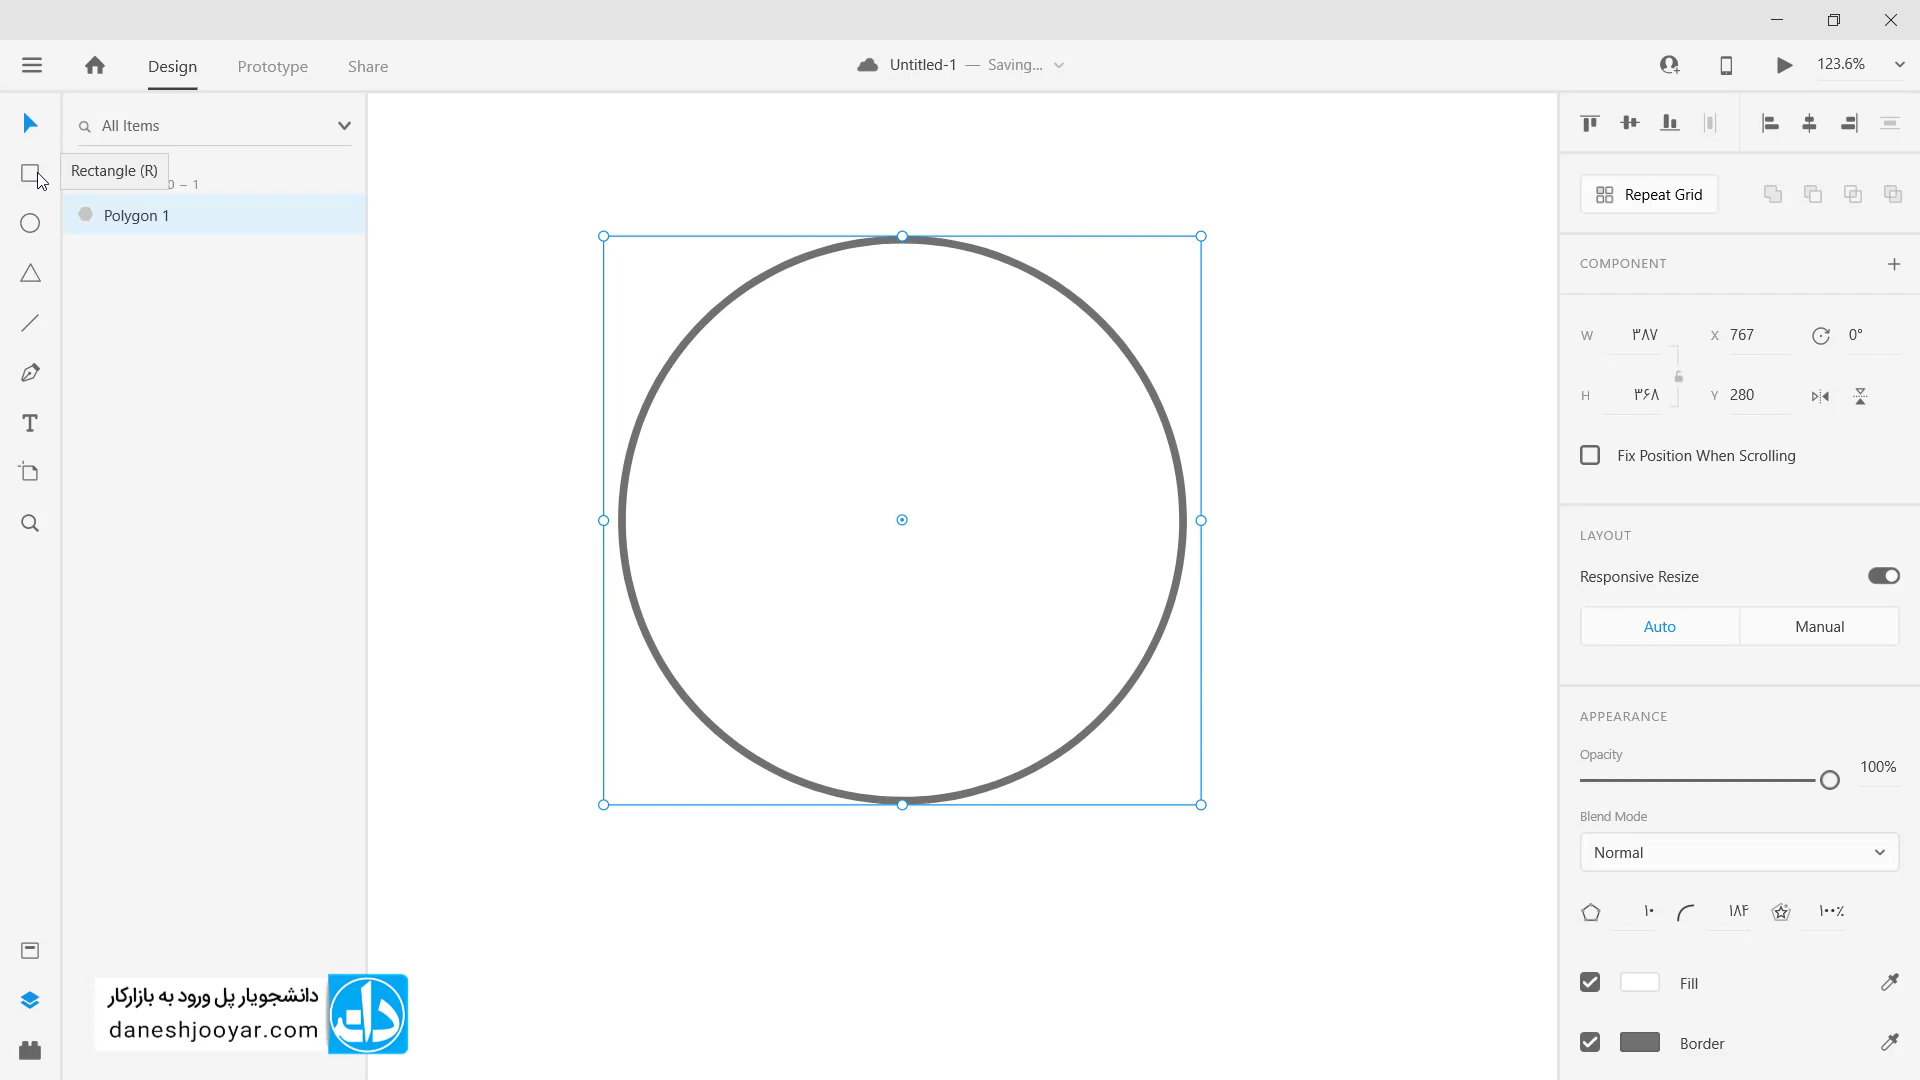 Design
Prototype
Share
Untitled-1 — Saving...
123.6%
All Items
Rectangle (R)
0 – 1
Polygon 1
Repeat Grid
COMPONENT
W ۳۸۷ X 767 0°
H ۳۶۸ Y 280
Fix Position When Scrolling
LAYOUT
Responsive Resize
Auto
Manual
APPEARANCE
Opacity
100%
Blend Mode
Normal
۱۰ ۱۸۴ ۱۰۰٪
Fill
Border
دانشجویار پل ورود به بازارکار
daneshjooyar.com